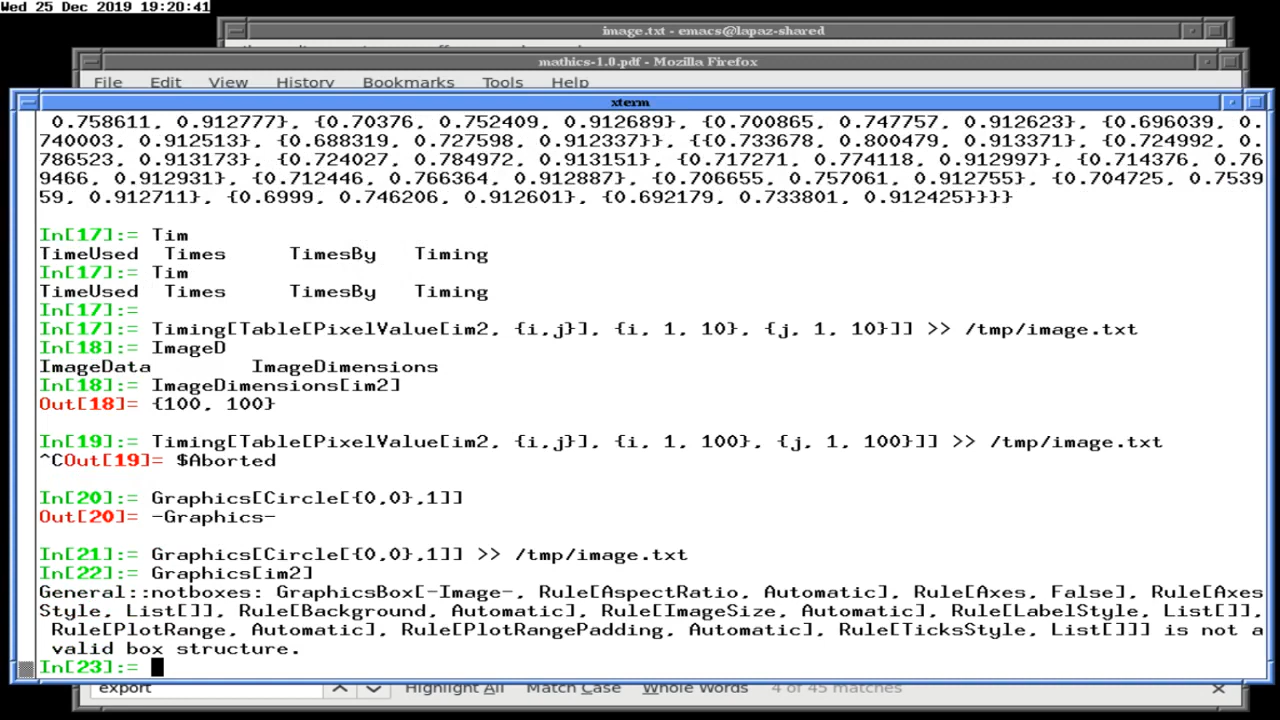 Wed 25 Dec 2019 19:20:41
image.txt - emacs@lapaz-shared
mathics-1.0.pdf - Mozilla Firefox
File Edit View History Bookmarks Tools Help
xterm
0.758611, 0.912777}, {0.70376, 0.752409, 0.912689}, {0.700865, 0.747757, 0.912623}, {0.696039, 0.
740003, 0.912513}, {0.688319, 0.727598, 0.912337}}, {{0.733678, 0.800479, 0.913371}, {0.724992, 0.
786523, 0.913173}, {0.724027, 0.784972, 0.913151}, {0.717271, 0.774118, 0.912997}, {0.714376, 0.76
9466, 0.912931}, {0.712446, 0.766364, 0.912887}, {0.706655, 0.757061, 0.912755}, {0.704725, 0.7539
59, 0.912711}, {0.6999, 0.746206, 0.912601}, {0.692179, 0.733801, 0.912425}}}}
In[17]:= Tim
TimeUsed Times TimesBy Timing
In[17]:= Tim
TimeUsed Times TimesBy Timing
In[17]:=
In[17]:= Timing[Table[PixelValue[im2, {i,j}], {i, 1, 10}, {j, 1, 10}]] >> /tmp/image.txt
In[18]:= ImageD
ImageData ImageDimensions
In[18]:= ImageDimensions[im2]
Out[18]= {100, 100}
In[19]:= Timing[Table[PixelValue[im2, {i,j}], {i, 1, 100}, {j, 1, 100}]] >> /tmp/image.txt
^COut[19]= $Aborted
In[20]:= Graphics[Circle[{0,0},1]]
Out[20]= -Graphics-
In[21]:= Graphics[Circle[{0,0},1]] >> /tmp/image.txt
In[22]:= Graphics[im2]
General::notboxes: GraphicsBox[-Image-, Rule[AspectRatio, Automatic], Rule[Axes, False], Rule[Axes
Style, List[]], Rule[Background, Automatic], Rule[ImageSize, Automatic], Rule[LabelStyle, List[]],
Rule[PlotRange, Automatic], Rule[PlotRangePadding, Automatic], Rule[TicksStyle, List[]]] is not a
valid box structure.
In[23]:=
export Highlight All Match Case Whole Words 4 of 45 matches